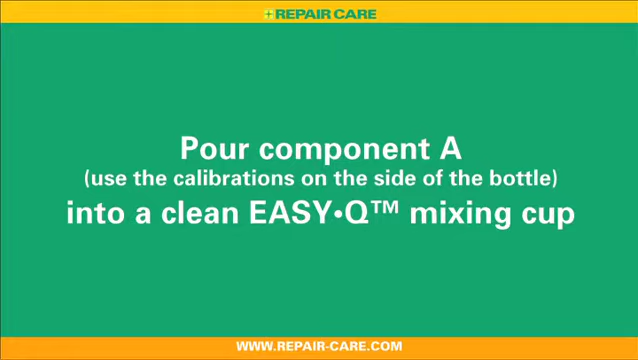 REPAIR CARE
Pour component A
(use the calibrations on the side of the bottle)
into a clean EASY•Q™ mixing cup
WWW.REPAIR-CARE.COM